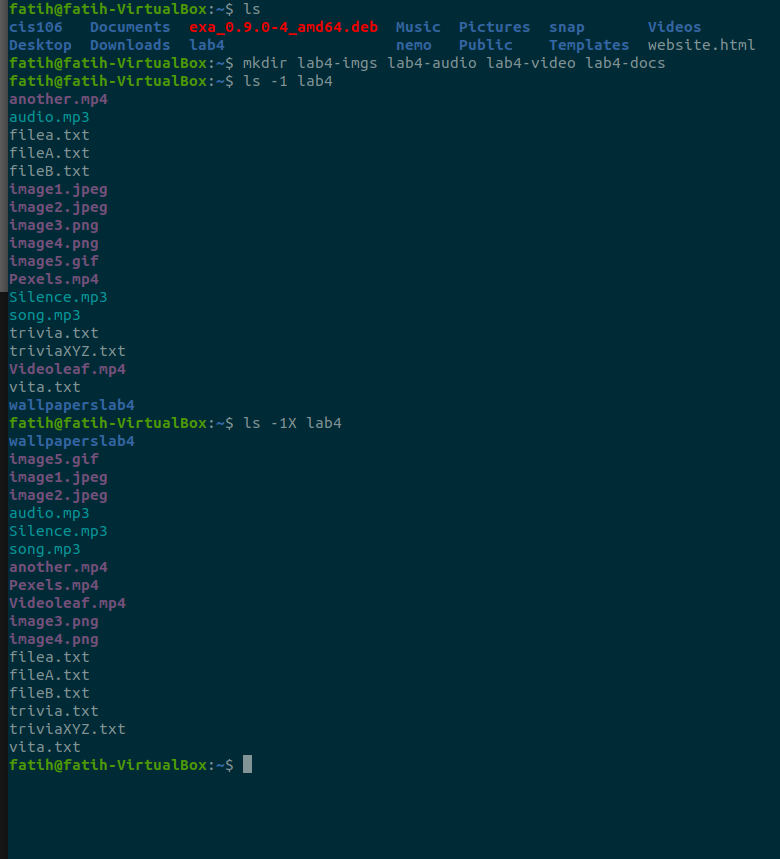 fatih@fatih-VirtualBox:~$ ls
cis106   Documents  exa_0.9.0-4_amd64.deb  Music  Pictures  snap       Videos
Desktop  Downloads  lab4                   nemo   Public    Templates  website.html
fatih@fatih-VirtualBox:~$ mkdir lab4-imgs lab4-audio lab4-video lab4-docs
fatih@fatih-VirtualBox:~$ ls -1 lab4
another.mp4
audio.mp3
filea.txt
fileA.txt
fileB.txt
image1.jpeg
image2.jpeg
image3.png
image4.png
image5.gif
Pexels.mp4
Silence.mp3
song.mp3
trivia.txt
triviaXYZ.txt
Videoleaf.mp4
vita.txt
wallpaperslab4
fatih@fatih-VirtualBox:~$ ls -1X lab4
wallpaperslab4
image5.gif
image1.jpeg
image2.jpeg
audio.mp3
Silence.mp3
song.mp3
another.mp4
Pexels.mp4
Videoleaf.mp4
image3.png
image4.png
filea.txt
fileA.txt
fileB.txt
trivia.txt
triviaXYZ.txt
vita.txt
fatih@fatih-VirtualBox:~$